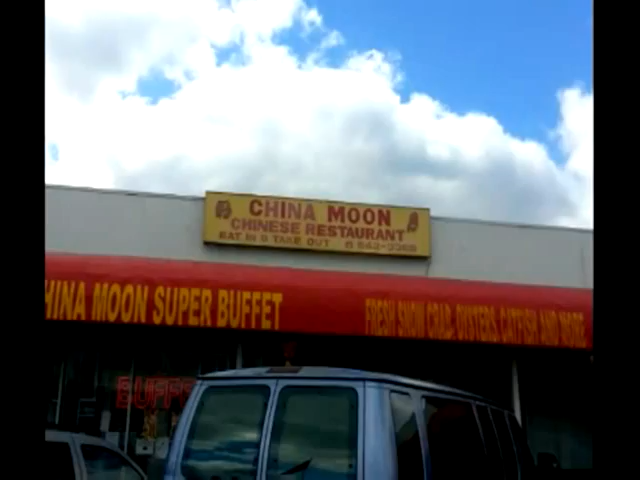 CHINA MOON
CHINESE RESTAURANT
EAT IN & TAKE OUT
HINA MOON SUPER BUFFET
FRESH SNOW CRAB, OYSTERS, CATFISH AND MORE
BUFFE